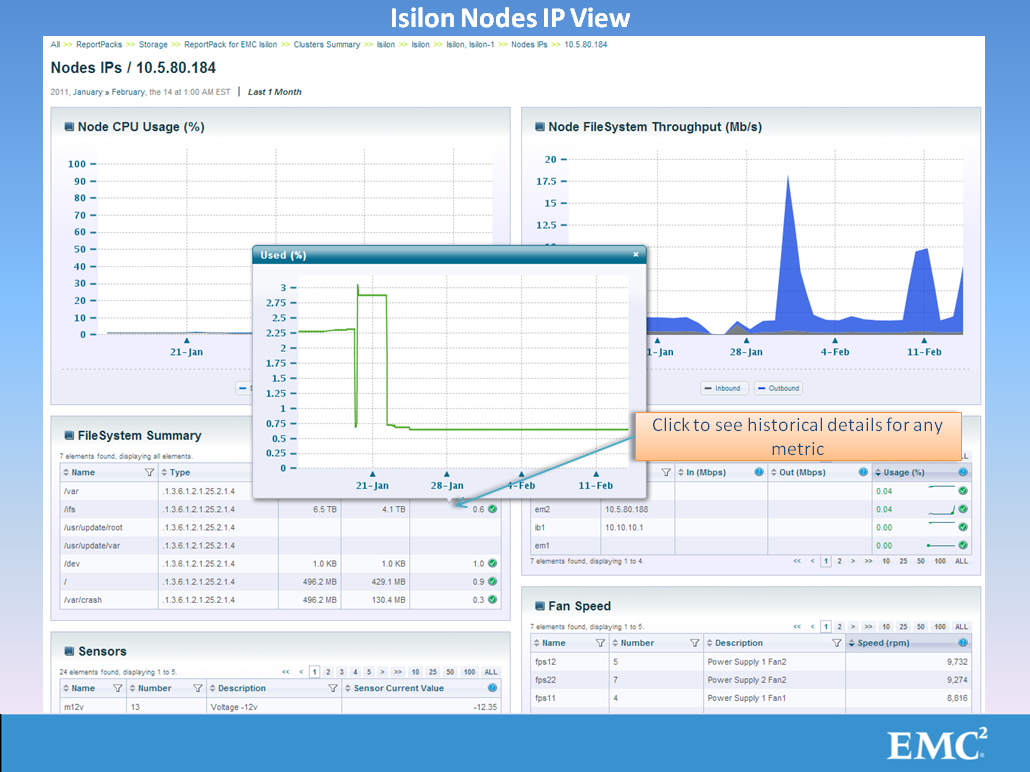 Isilon Nodes IP View
All >> ReportPacks >> Storage >> ReportPack for EMC Isilon >> Clusters Summary >> Isilon >> Isilon >> Isilon, Isilon-1 >> Nodes IPs >> 10.5.80.184
Nodes IPs / 10.5.80.184
2011, January » February, the 14 at 1:00 AM EST | Last 1 Month
Node CPU Usage (%)
100
90
80
70
60
50
40
30
20
10
0
21-Jan
Node FileSystem Throughput (Mb/s)
20
17.5
15
12.5
1-Jan 28-Jan 4-Feb 11-Feb
Inbound Outbound
Used (%)
3
2.75
2.5
2.25
2
1.75
1.5
1.25
1
0.75
0.5
0.25
0
21-Jan 28-Jan 4-Feb 11-Feb
Click to see historical details for any
metric
FileSystem Summary
7 elements found, displaying all elements.
Name Type
/var .1.3.6.1.2.1.25.2.1.4
/ifs .1.3.6.1.2.1.25.2.1.4 6.5 TB 4.1 TB 0.6
/usr/update/root .1.3.6.1.2.1.25.2.1.4
/usr/update/var .1.3.6.1.2.1.25.2.1.4
/dev .1.3.6.1.2.1.25.2.1.4 1.0 KB 1.0 KB 1.0
/ .1.3.6.1.2.1.25.2.1.4 496.2 MB 429.1 MB 0.9
/var/crash .1.3.6.1.2.1.25.2.1.4 496.2 MB 130.4 MB 0.3
LL
In (Mbps) Out (Mbps) Usage (%)
0.04
em2 10.5.80.188 0.04
ib1 10.10.10.1 0.00
em1 0.00
7 elements found, displaying 1 to 4. << < 1 2 > >> 10 25 50 100 ALL
Sensors
24 elements found, displaying 1 to 5. << < 1 2 3 4 5 > >> 10 25 50 100 ALL
Name Number Description Sensor Current Value
m12v 13 Voltage -12v -12.35
Fan Speed
7 elements found, displaying 1 to 5. << < 1 2 > >> 10 25 50 100 ALL
Name Number Description Speed (rpm)
fps12 5 Power Supply 1 Fan2 9,732
fps22 7 Power Supply 2 Fan2 9,274
fps11 4 Power Supply 1 Fan1 8,816
EMC²